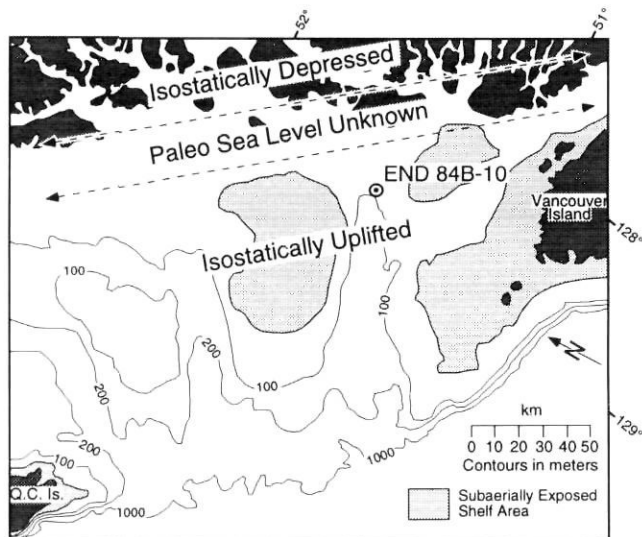 52°
51°
Isostatically Depressed
Paleo Sea Level Unknown
END 84B-10
Vancouver
Island
128°
Isostatically Uplifted
100
100
200
200
100
N
129°
km
0 10 20 30 40 50
Contours in meters
200
100
1000
Q.C. Is.
1000
Subaerially Exposed
Shelf Area